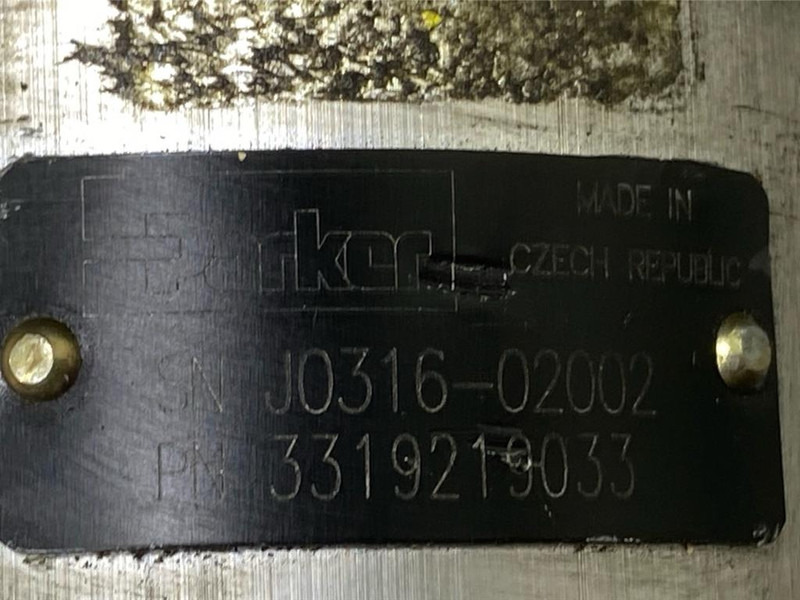 Parker
MADE IN
CZECH REPUBLIC
SN J0316-02002
PN 3319219033